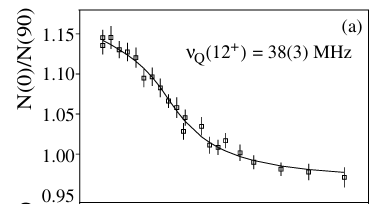 (a)
ν_Q(12⁺) = 38(3) MHz
N(0)/N(90)
1.15
1.10
1.05
1.00
0.95